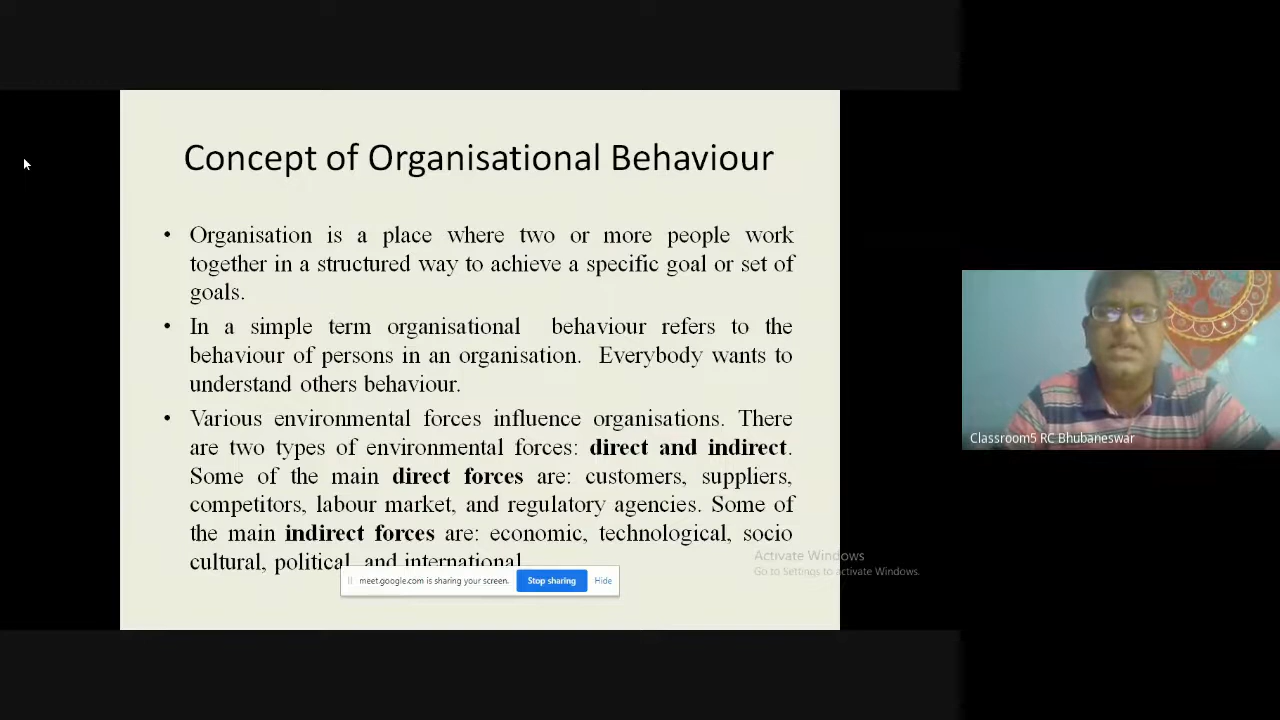 Concept of Organisational Behaviour
• Organisation is a place where two or more people work
together in a structured way to achieve a specific goal or set of
goals.
• In a simple term organisational behaviour refers to the
behaviour of persons in an organisation. Everybody wants to
understand others behaviour.
• Various environmental forces influence organisations. There
are two types of environmental forces: direct and indirect.
Some of the main direct forces are: customers, suppliers,
competitors, labour market, and regulatory agencies. Some of
the main indirect forces are: economic, technological, socio
cultural, political, and international
meet.google.com is sharing your screen. Stop sharing Hide
Activate Windows
Go to Settings to activate Windows.
Classroom5 RC Bhubaneswar